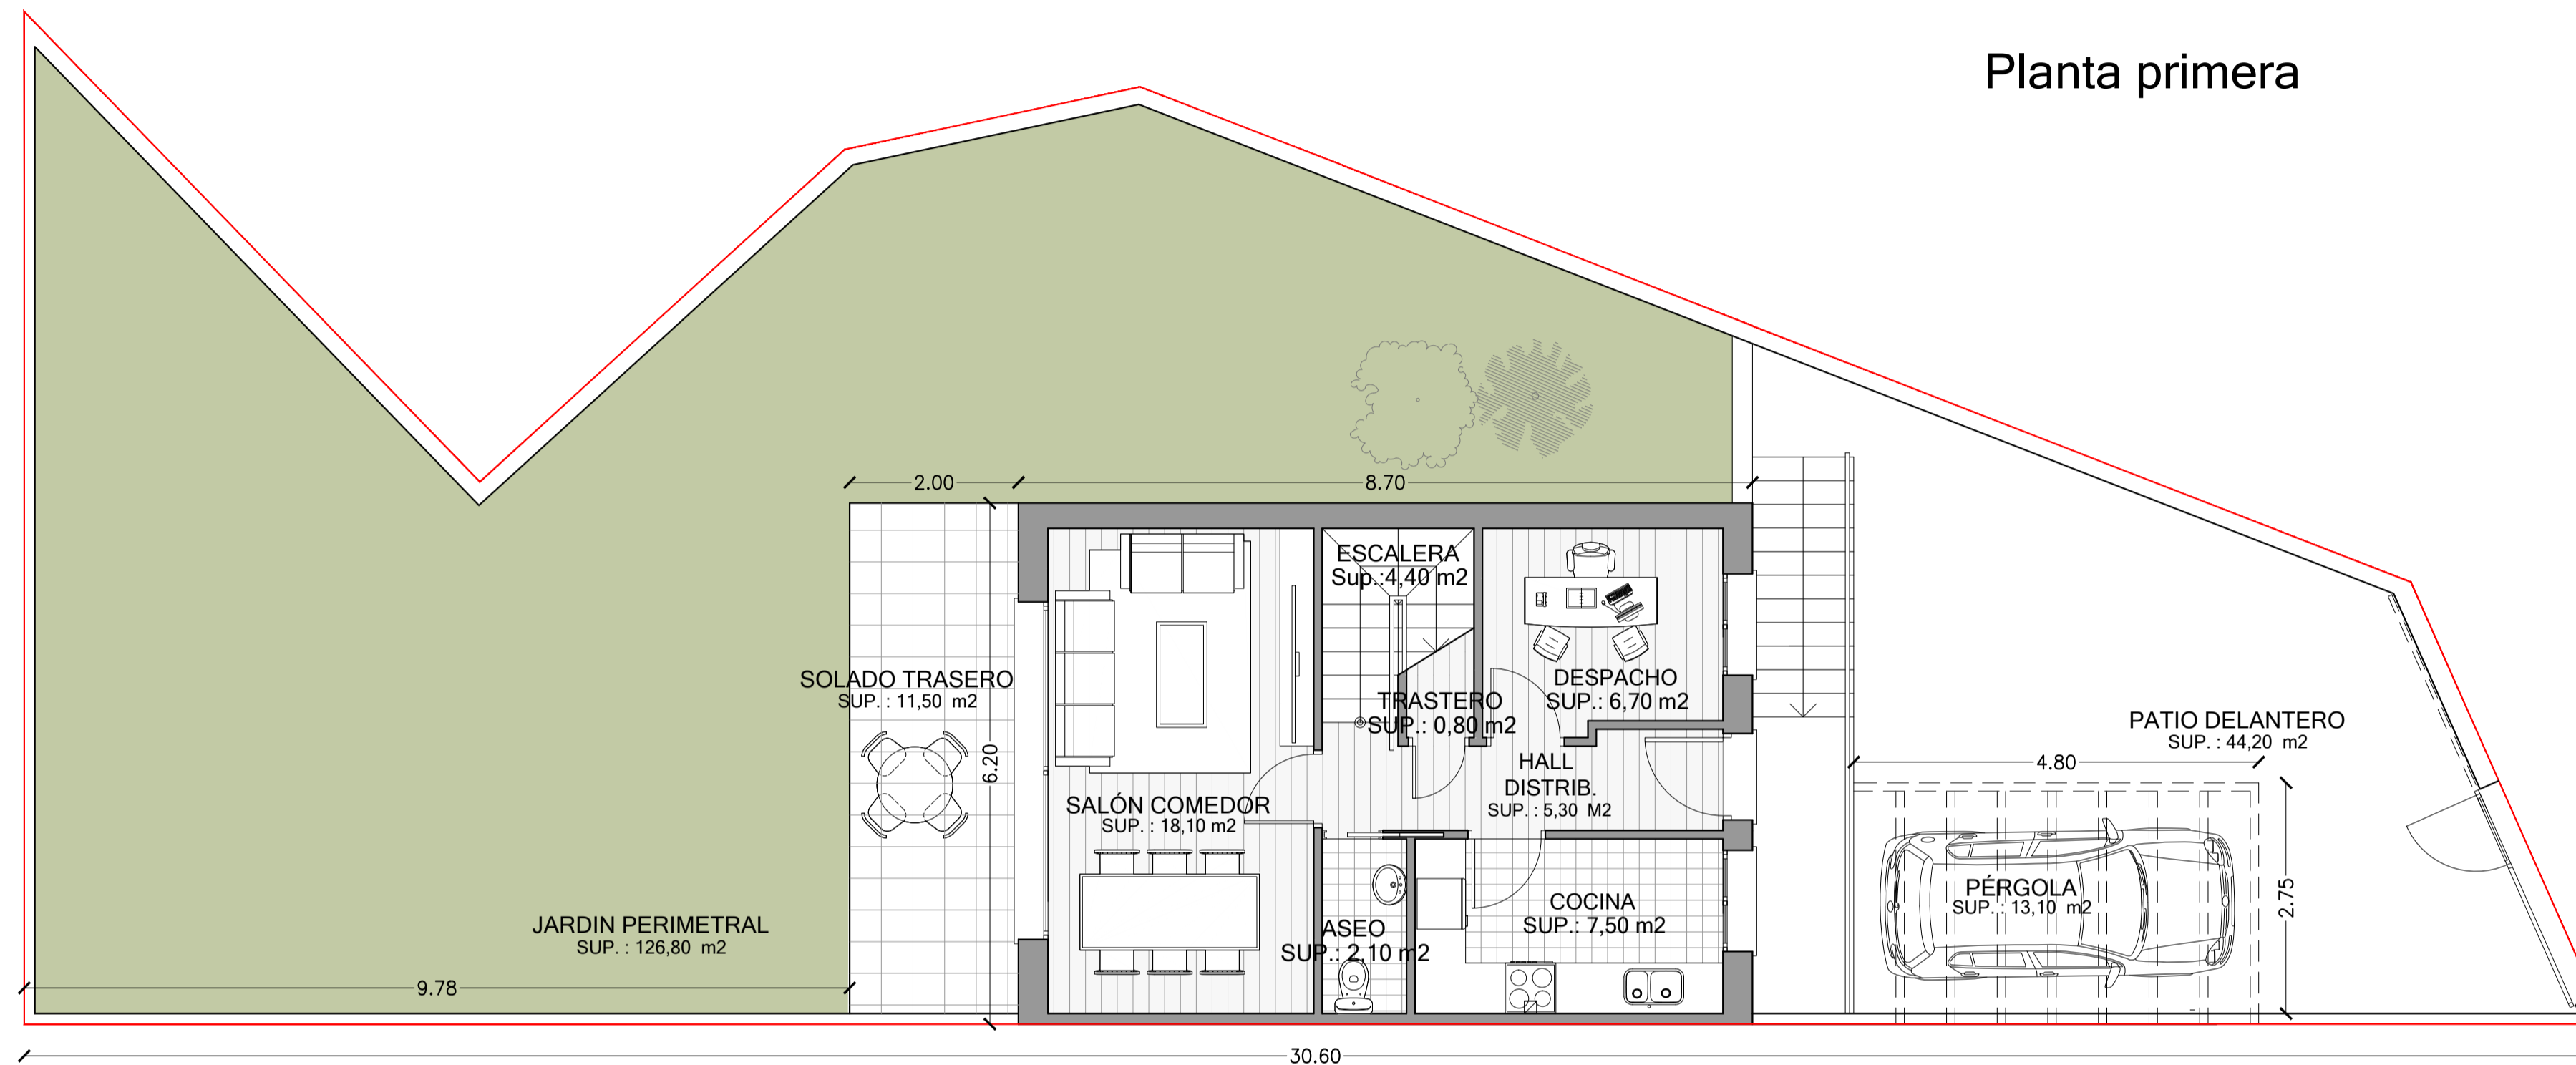 Planta primera
2.00
8.70
ESCALERA
Sup.:4,40 m2
SOLADO TRASERO
SUP. : 11,50 m2
6.20
TRASTERO
SUP.: 0,80 m2
DESPACHO
SUP.: 6,70 m2
PATIO DELANTERO
SUP. : 44,20 m2
4.80
HALL
DISTRIB.
SUP. : 5,30 M2
SALÓN COMEDOR
SUP. : 18,10 m2
PÉRGOLA
SUP. : 13,10 m2
2.75
COCINA
SUP.: 7,50 m2
ASEO
SUP.: 2,10 m2
JARDIN PERIMETRAL
SUP. : 126,80 m2
9.78
30.60